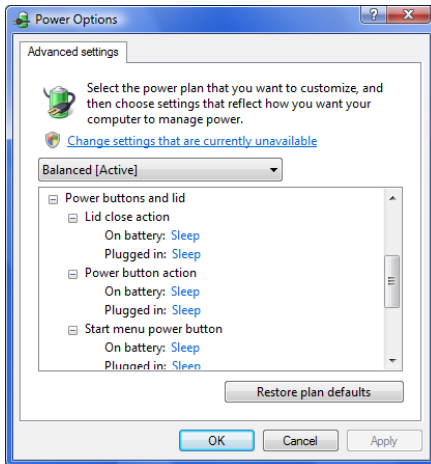 Power Options
Advanced settings
Select the power plan that you want to customize, and
then choose settings that reflect how you want your
computer to manage power.
Change settings that are currently unavailable
Balanced [Active]
Power buttons and lid
Lid close action
On battery: Sleep
Plugged in: Sleep
Power button action
On battery: Sleep
Plugged in: Sleep
Start menu power button
On battery: Sleep
Plugged in: Sleep
Restore plan defaults
OK Cancel Apply